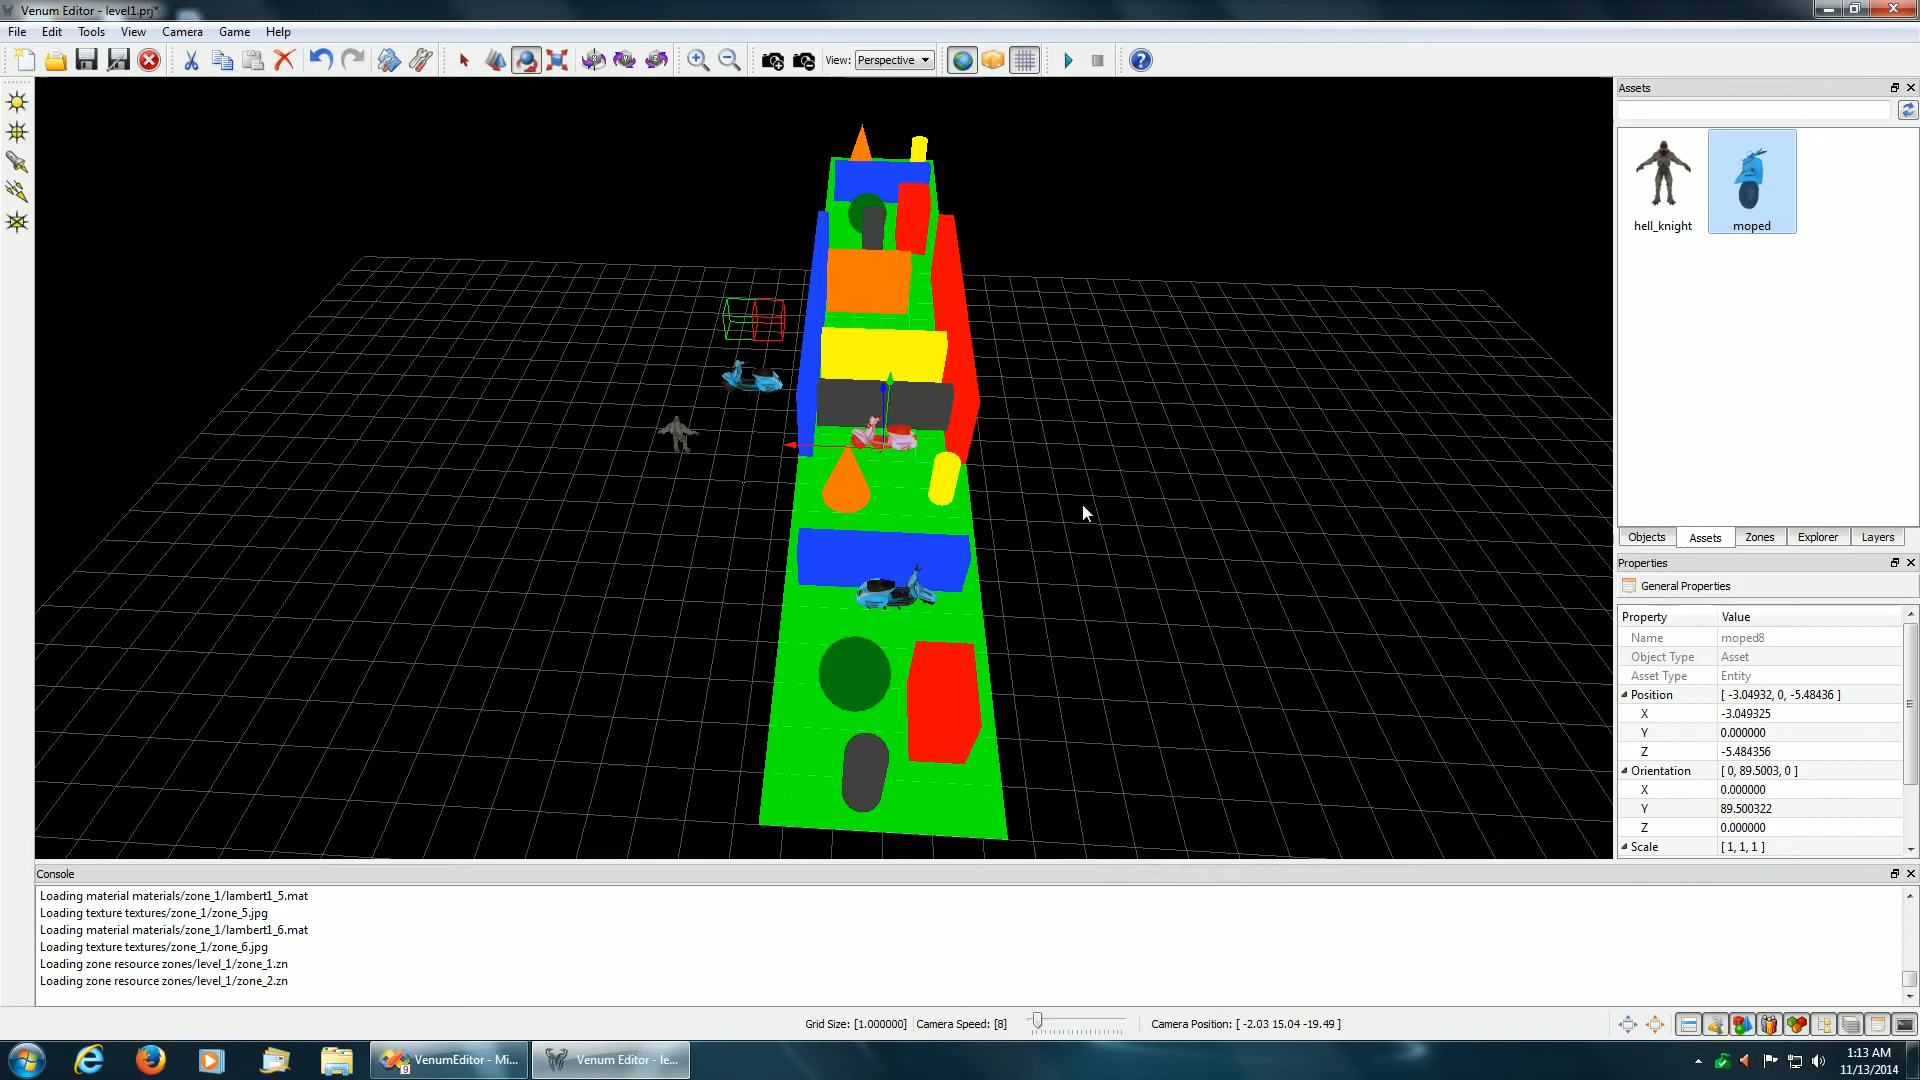 Venum Editor - level1.prj*
File Edit Tools View Camera Game Help
View: Perspective
Assets
hell_knight moped
Objects Assets Zones Explorer Layers
Properties
General Properties
Property Value
Name moped8
Object Type Asset
Asset Type Entity
Position [ -3.04932, 0, -5.48436 ]
X -3.049325
Y 0.000000
Z -5.484356
Orientation [ 0, 89.5003, 0 ]
X 0.000000
Y 89.500322
Z 0.000000
Scale [ 1, 1, 1 ]
Console
Loading material materials/zone_1/lambert1_5.mat
Loading texture textures/zone_1/zone_5.jpg
Loading material materials/zone_1/lambert1_6.mat
Loading texture textures/zone_1/zone_6.jpg
Loading zone resource zones/level_1/zone_1.zn
Loading zone resource zones/level_1/zone_2.zn
Grid Size: [1.000000] Camera Speed: [8] Camera Position: [ -2.03 15.04 -19.49 ]
VenumEditor - Mi... Venum Editor - le...
1:13 AM
11/13/2014